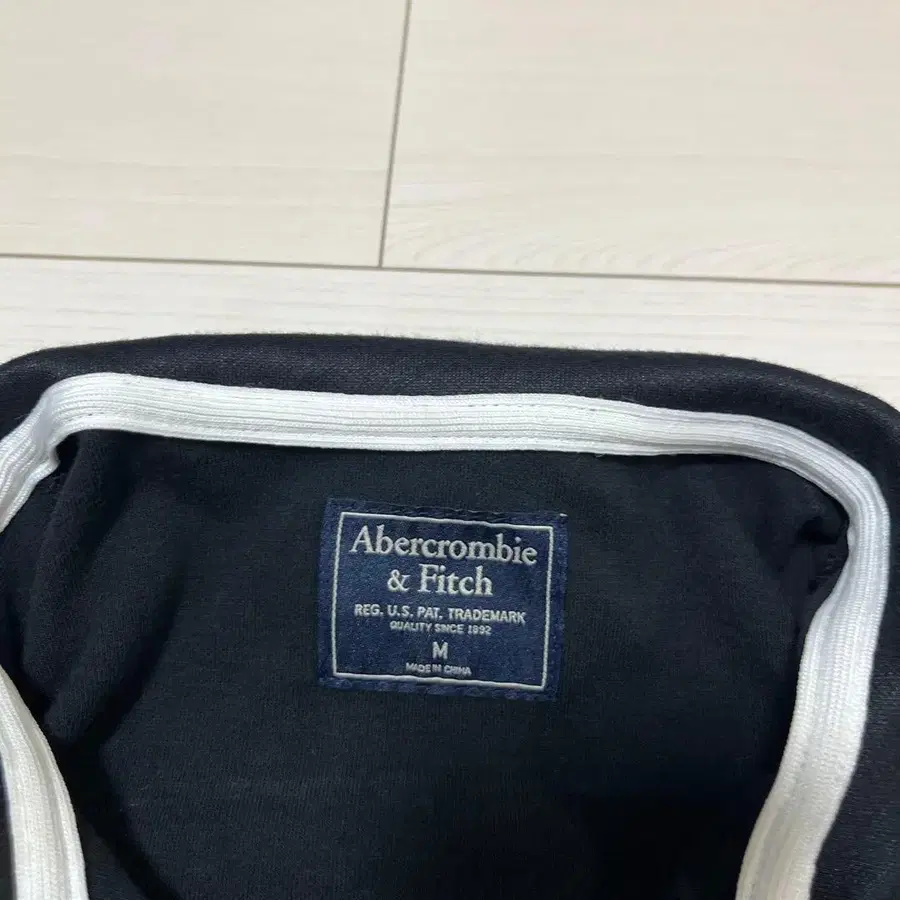 Abercrombie
& Fitch
REG. U.S. PAT. TRADEMARK
QUALITY SINCE 1892
M
MADE IN CHINA